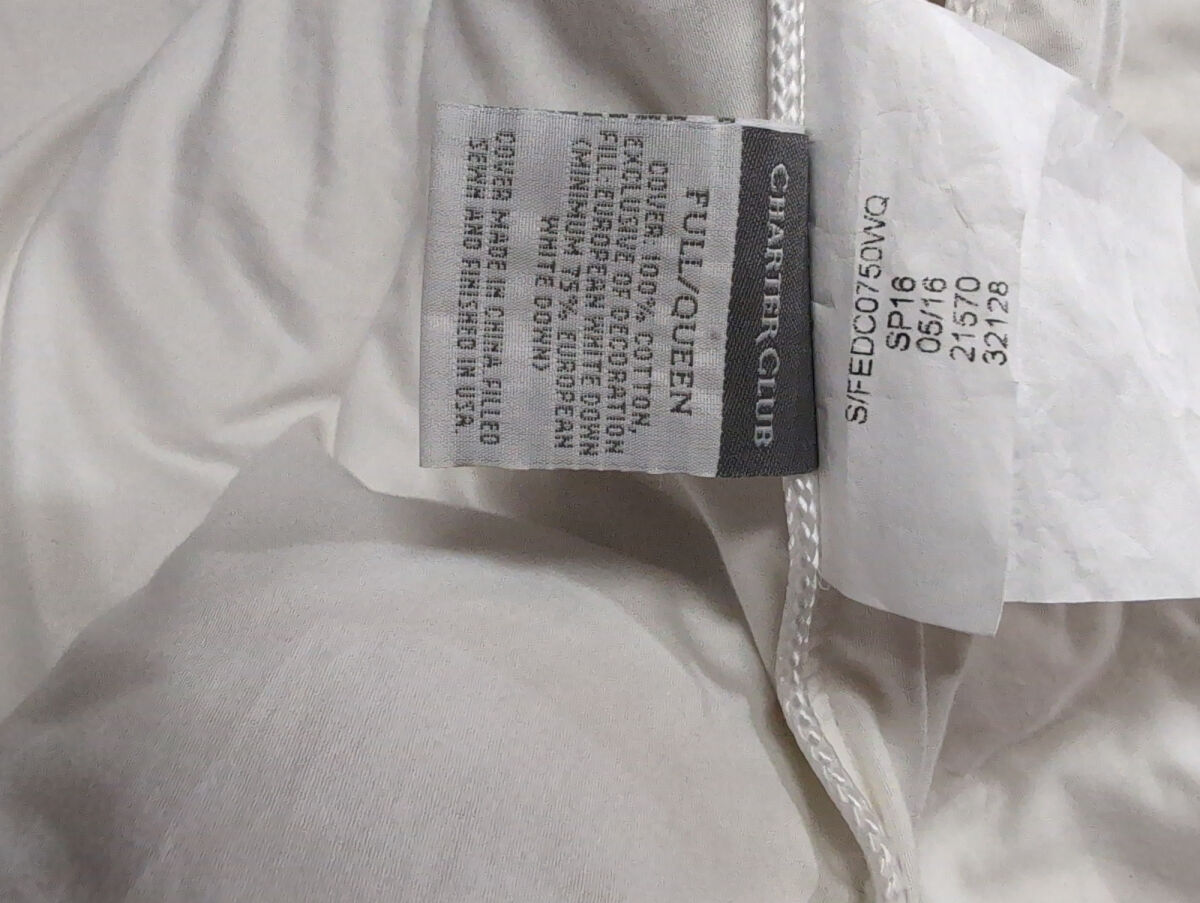 CHARTER CLUB
FULL/QUEEN
COVER, 100% COTTON,
EXCLUSIVE OF DECORATION
FILL, EUROPEAN WHITE DOWN
(MINIMUM 75% EUROPEAN
WHITE DOWN)
COVER MADE IN CHINA FILLED
SEWN AND FINISHED IN USA
S/FEDC0750WQ
SP16
05/16
21570
32128